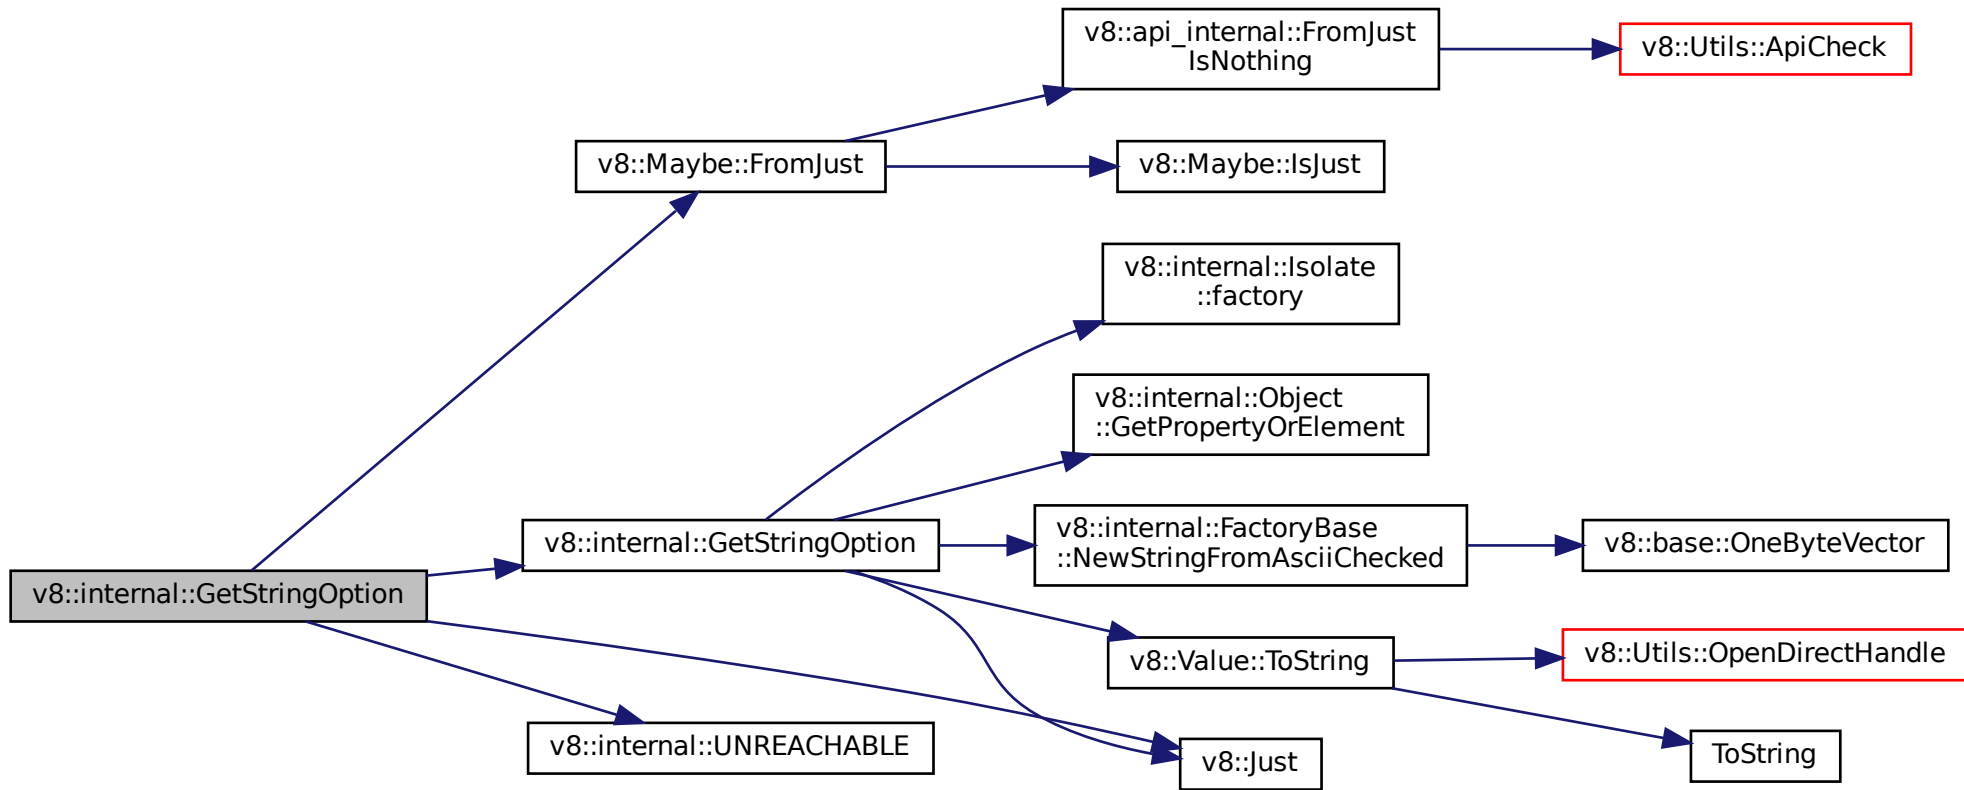 v8::api_internal::FromJust
IsNothing
v8::Utils::ApiCheck
v8::Maybe::FromJust
v8::Maybe::IsJust
v8::internal::Isolate
::factory
v8::internal::Object
::GetPropertyOrElement
v8::internal::GetStringOption
v8::internal::FactoryBase
::NewStringFromAsciiChecked
v8::base::OneByteVector
v8::internal::GetStringOption
v8::Value::ToString
v8::Utils::OpenDirectHandle
v8::internal::UNREACHABLE
v8::Just
ToString